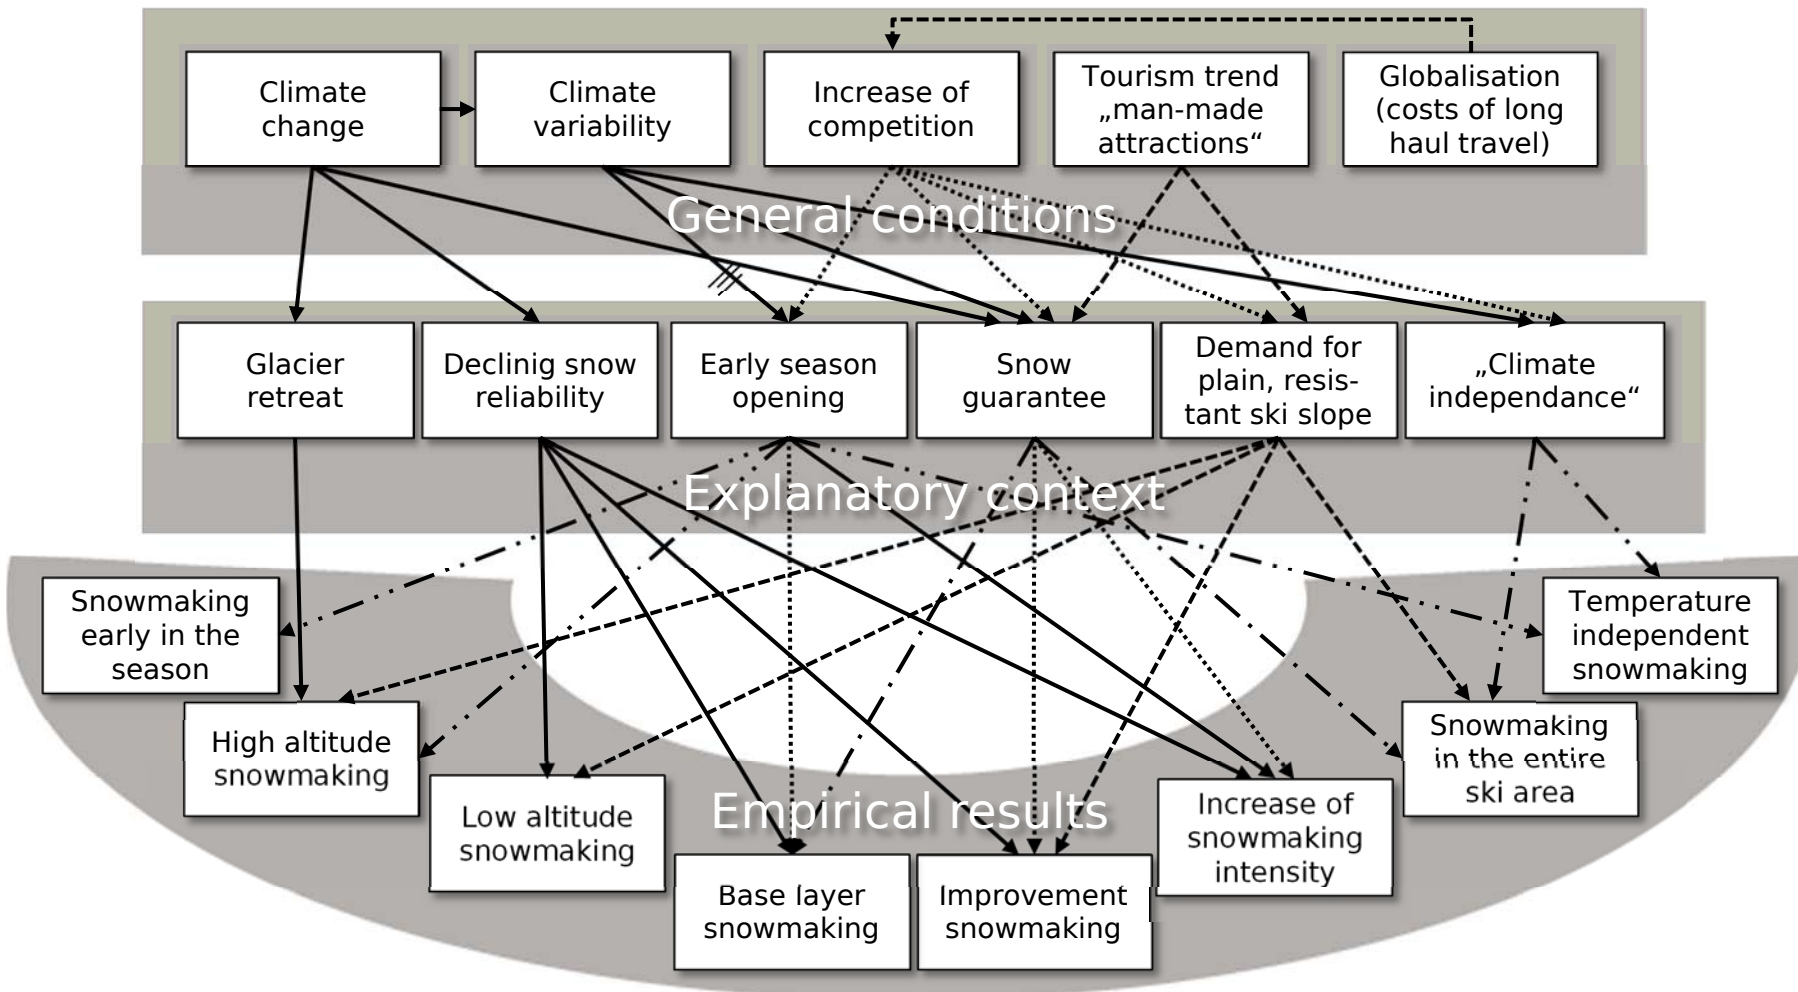 Climate
change
Climate
variability
Increase of
competition
Tourism trend
„man-made
attractions“
Globalisation
(costs of long
haul travel)
General conditions
Glacier
retreat
Declinig snow
reliability
Early season
opening
Snow
guarantee
Demand for
plain, resis-
tant ski slope
„Climate
independance“
Explanatory context
Snowmaking
early in the
season
High altitude
snowmaking
Low altitude
snowmaking
Base layer
snowmaking
Improvement
snowmaking
Increase of
snowmaking
intensity
Snowmaking
in the entire
ski area
Temperature
independent
snowmaking
Empirical results